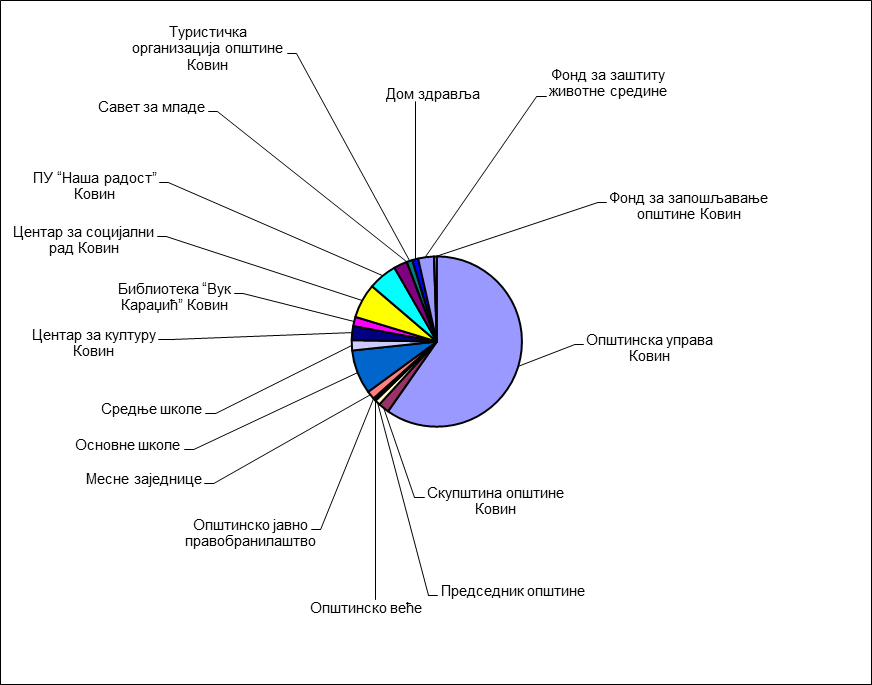 Туристичка
организација општине
Ковин
Дом здравља
Фонд за заштиту
животне средине
Савет за младе
ПУ “Наша радост”
Ковин
Фонд за запошљавање
општине Ковин
Центар за социјални
рад Ковин
Библиотека “Вук
Караџић” Ковин
Центар за културу
Ковин
Општинска управа
Ковин
Средње школе
Основне школе
Месне заједнице
Скупштина општине
Ковин
Општинско јавно
правобранилаштво
Председник општине
Општинско веће